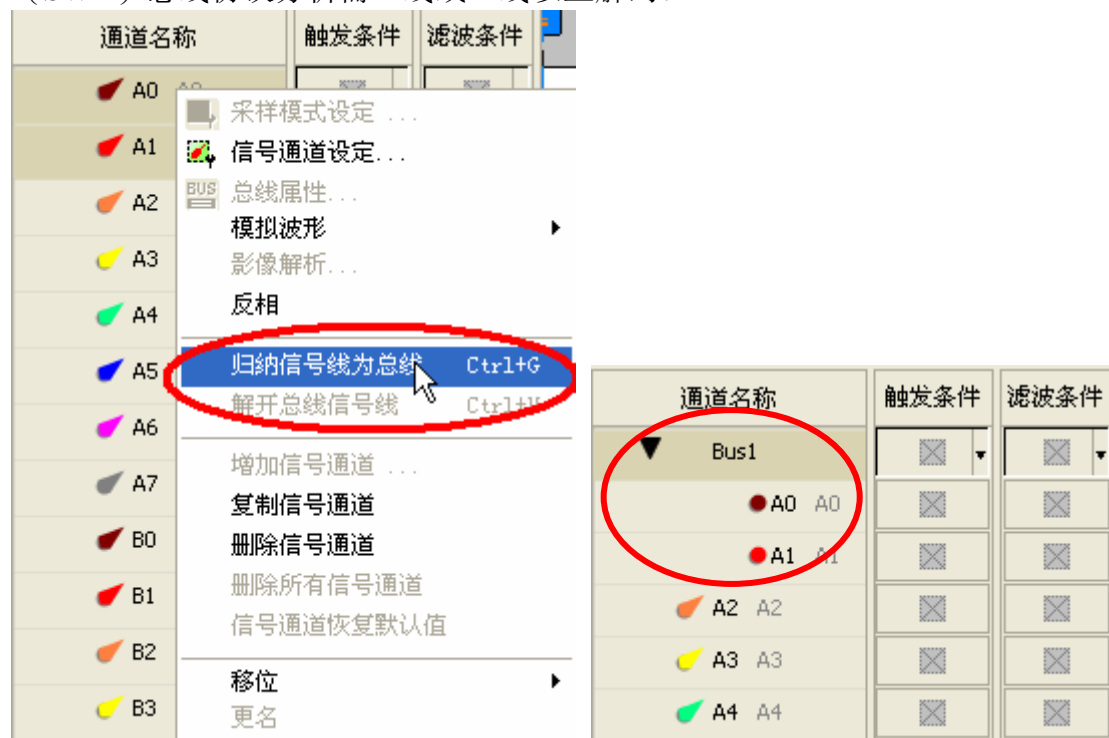 通道名称 触发条件 滤波条件
A0
A1
A2
A3
A4
A5
A6
A7
B0
B1
B2
B3
采样模式设定 ...
信号通道设定...
BUS 总线属性...
模拟波形
影像解析...
反相
归纳信号线为总线 Ctrl+G
解开总线信号线
增加信号通道 ...
复制信号通道
删除信号通道
删除所有信号通道
信号通道恢复默认值
移位
更名
通道名称 触发条件 滤波条件
Bus1
A0 A0
A1 A1
A2 A2
A3 A3
A4 A4